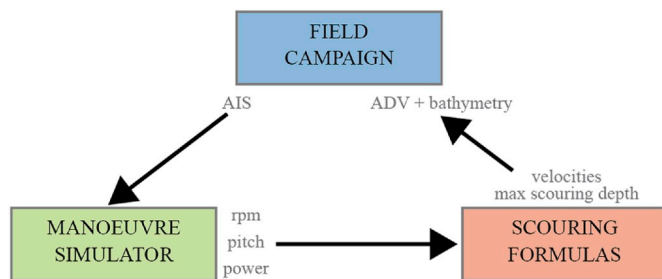 FIELD
CAMPAIGN
AIS
ADV + bathymetry
velocities
max scouring depth
MANOEUVRE
SIMULATOR
rpm
pitch
power
SCOURING
FORMULAS